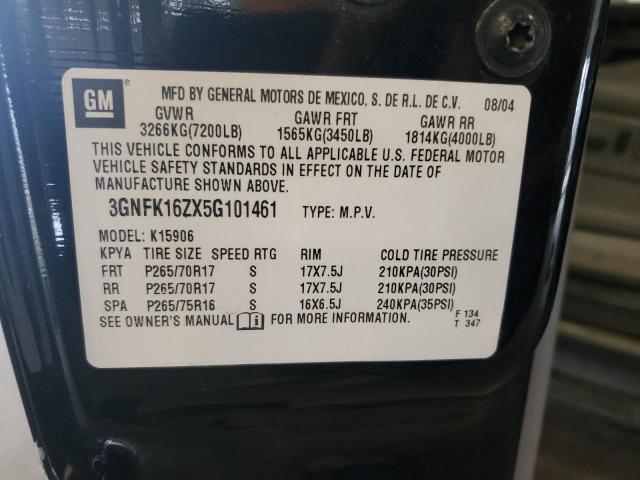 GM
MFD BY GENERAL MOTORS DE MEXICO, S. DE R.L. DE C.V. 08/04
GVWR GAWR FRT GAWR RR
3266KG(7200LB) 1565KG(3450LB) 1814KG(4000LB)
THIS VEHICLE CONFORMS TO ALL APPLICABLE U.S. FEDERAL MOTOR
VEHICLE SAFETY STANDARDS IN EFFECT ON THE DATE OF
MANUFACTURE SHOWN ABOVE.
3GNFK16ZX5G101461 TYPE: M.P.V.
MODEL: K15906
KPYA TIRE SIZE SPEED RTG RIM COLD TIRE PRESSURE
FRT P265/70R17 S 17X7.5J 210KPA(30PSI)
RR P265/70R17 S 17X7.5J 210KPA(30PSI)
SPA P265/75R16 S 16X6.5J 240KPA(35PSI)
SEE OWNER'S MANUAL FOR MORE INFORMATION.
F 134
T 347